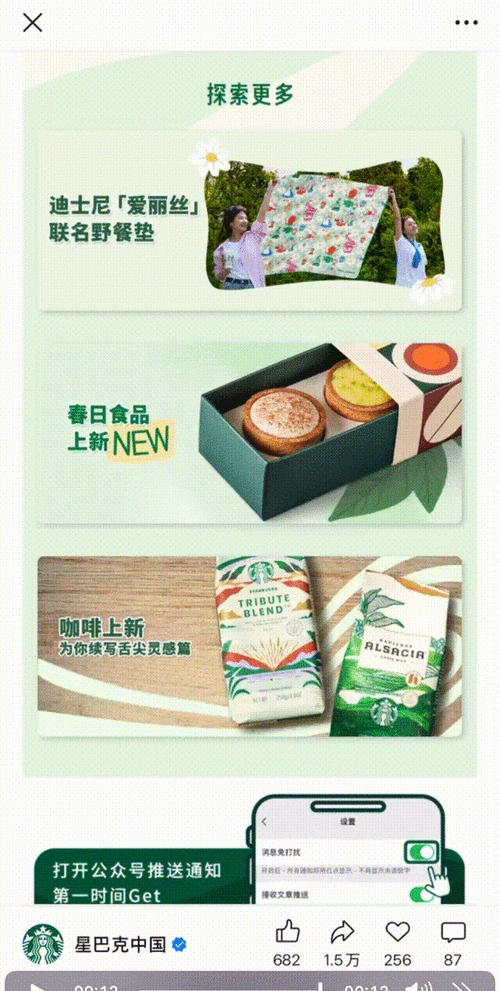 探索更多
迪士尼「爱丽丝」
联名野餐垫
春日食品
上新NEW
STARBUCKS
TRIBUTE
BLEND
咖啡上新
为你续写舌尖灵感篇
ALSACIA
设置
消息免打扰
打开公众号推送通知
接收文章推送
第一时间Get
星巴克中国
682
1.5万
256
87
00:12
00:13